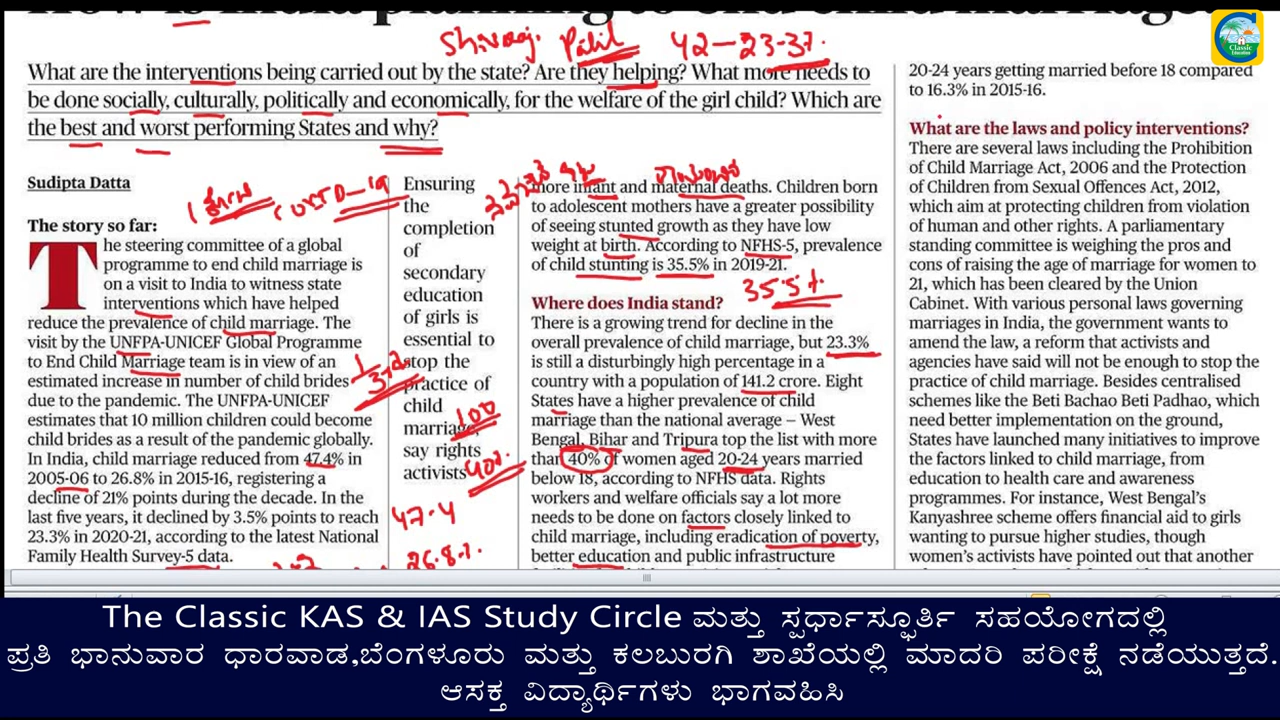 How is India planning to end child marriages?
Shivaraj. Patil 42-23-37.
What are the interventions being carried out by the state? Are they helping? What more needs to
be done socially, culturally, politically and economically, for the welfare of the girl child? Which are
the best and worst performing States and why?
Sudipta Datta
COVID-19
The story so far:
The steering committee of a global
programme to end child marriage is
on a visit to India to witness state
interventions which have helped
reduce the prevalence of child marriage. The
visit by the UNFPA-UNICEF Global Programme
to End Child Marriage team is in view of an
estimated increase in number of child brides
due to the pandemic. The UNFPA-UNICEF
estimates that 10 million children could become
child brides as a result of the pandemic globally.
In India, child marriage reduced from 47.4% in
2005-06 to 26.8% in 2015-16, registering a
decline of 21% points during the decade. In the
last five years, it declined by 3.5% points to reach
23.3% in 2020-21, according to the latest National
Family Health Survey-5 data.
Ensuring
the
completion
of
secondary
education
of girls is
essential to
stop the
practice of
child
marriage,
say rights
activists
100
40%.
47.4
26.8%.
more infant and maternal deaths. Children born
to adolescent mothers have a greater possibility
of seeing stunted growth as they have low
weight at birth. According to NFHS-5, prevalence
of child stunting is 35.5% in 2019-21.
35.5%.
Where does India stand?
There is a growing trend for decline in the
overall prevalence of child marriage, but 23.3%
is still a disturbingly high percentage in a
country with a population of 141.2 crore. Eight
States have a higher prevalence of child
marriage than the national average – West
Bengal, Bihar and Tripura top the list with more
than 40% of women aged 20-24 years married
below 18, according to NFHS data. Rights
workers and welfare officials say a lot more
needs to be done on factors closely linked to
child marriage, including eradication of poverty,
better education and public infrastructure
20-24 years getting married before 18 compared
to 16.3% in 2015-16.
What are the laws and policy interventions?
There are several laws including the Prohibition
of Child Marriage Act, 2006 and the Protection
of Children from Sexual Offences Act, 2012,
which aim at protecting children from violation
of human and other rights. A parliamentary
standing committee is weighing the pros and
cons of raising the age of marriage for women to
21, which has been cleared by the Union
Cabinet. With various personal laws governing
marriages in India, the government wants to
amend the law, a reform that activists and
agencies have said will not be enough to stop the
practice of child marriage. Besides centralised
schemes like the Beti Bachao Beti Padhao, which
need better implementation on the ground,
States have launched many initiatives to improve
the factors linked to child marriage, from
education to health care and awareness
programmes. For instance, West Bengal's
Kanyashree scheme offers financial aid to girls
wanting to pursue higher studies, though
women's activists have pointed out that another
Classic
Education
The Classic KAS & IAS Study Circle ಮತ್ತು ಸ್ಪರ್ಧಾಸ್ಫೂರ್ತಿ ಸಹಯೋಗದಲ್ಲಿ
ಪ್ರತಿ ಭಾನುವಾರ ಧಾರವಾಡ,ಬೆಂಗಳೂರು ಮತ್ತು ಕಲಬುರಗಿ ಶಾಖೆಯಲ್ಲಿ ಮಾದರಿ ಪರೀಕ್ಷೆ ನಡೆಯುತ್ತದೆ.
ಆಸಕ್ತ ವಿದ್ಯಾರ್ಥಿಗಳು ಭಾಗವಹಿಸಿ